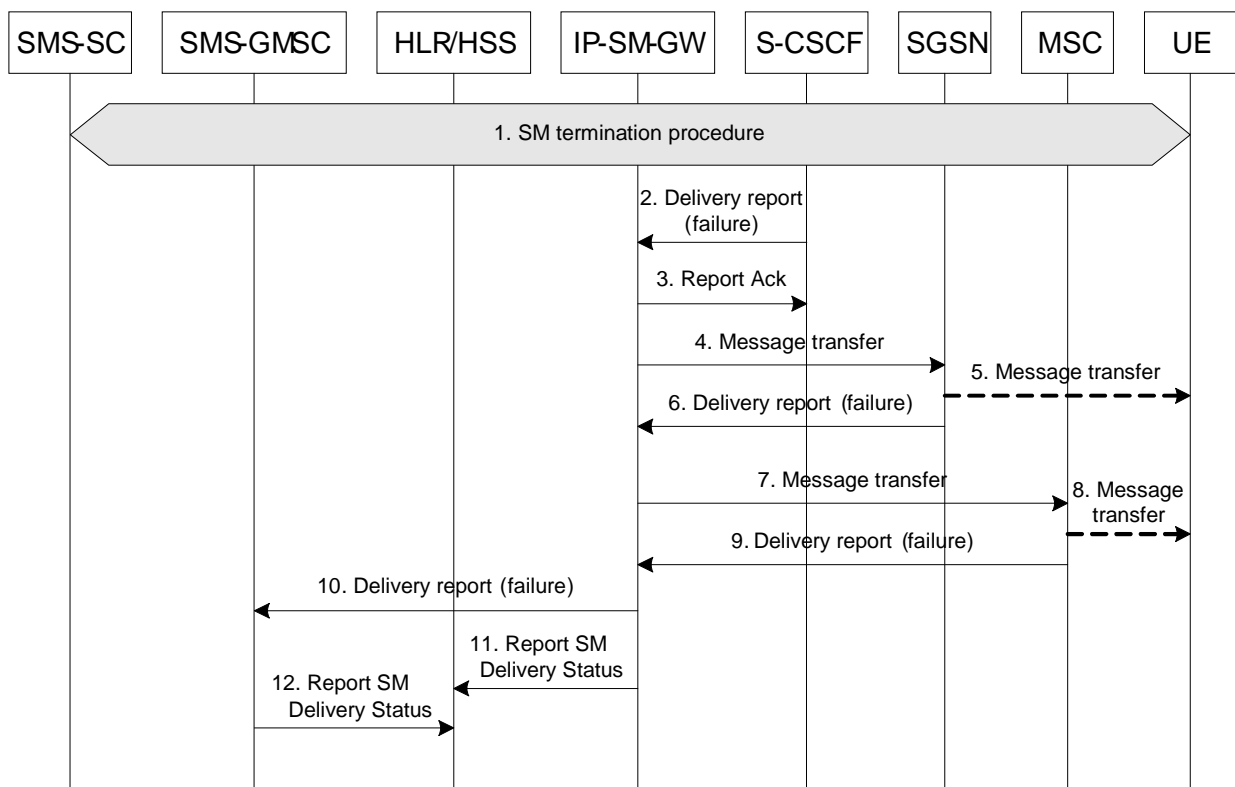 SMS-SC SMS-GMSC HLR/HSS IP-SM-GW S-CSCF SGSN MSC UE
1. SM termination procedure
2. Delivery report
(failure)
3. Report Ack
4. Message transfer
5. Message transfer
6. Delivery report (failure)
7. Message transfer
8. Message
transfer
9. Delivery report (failure)
10. Delivery report (failure)
11. Report SM
Delivery Status
12. Report SM
Delivery Status